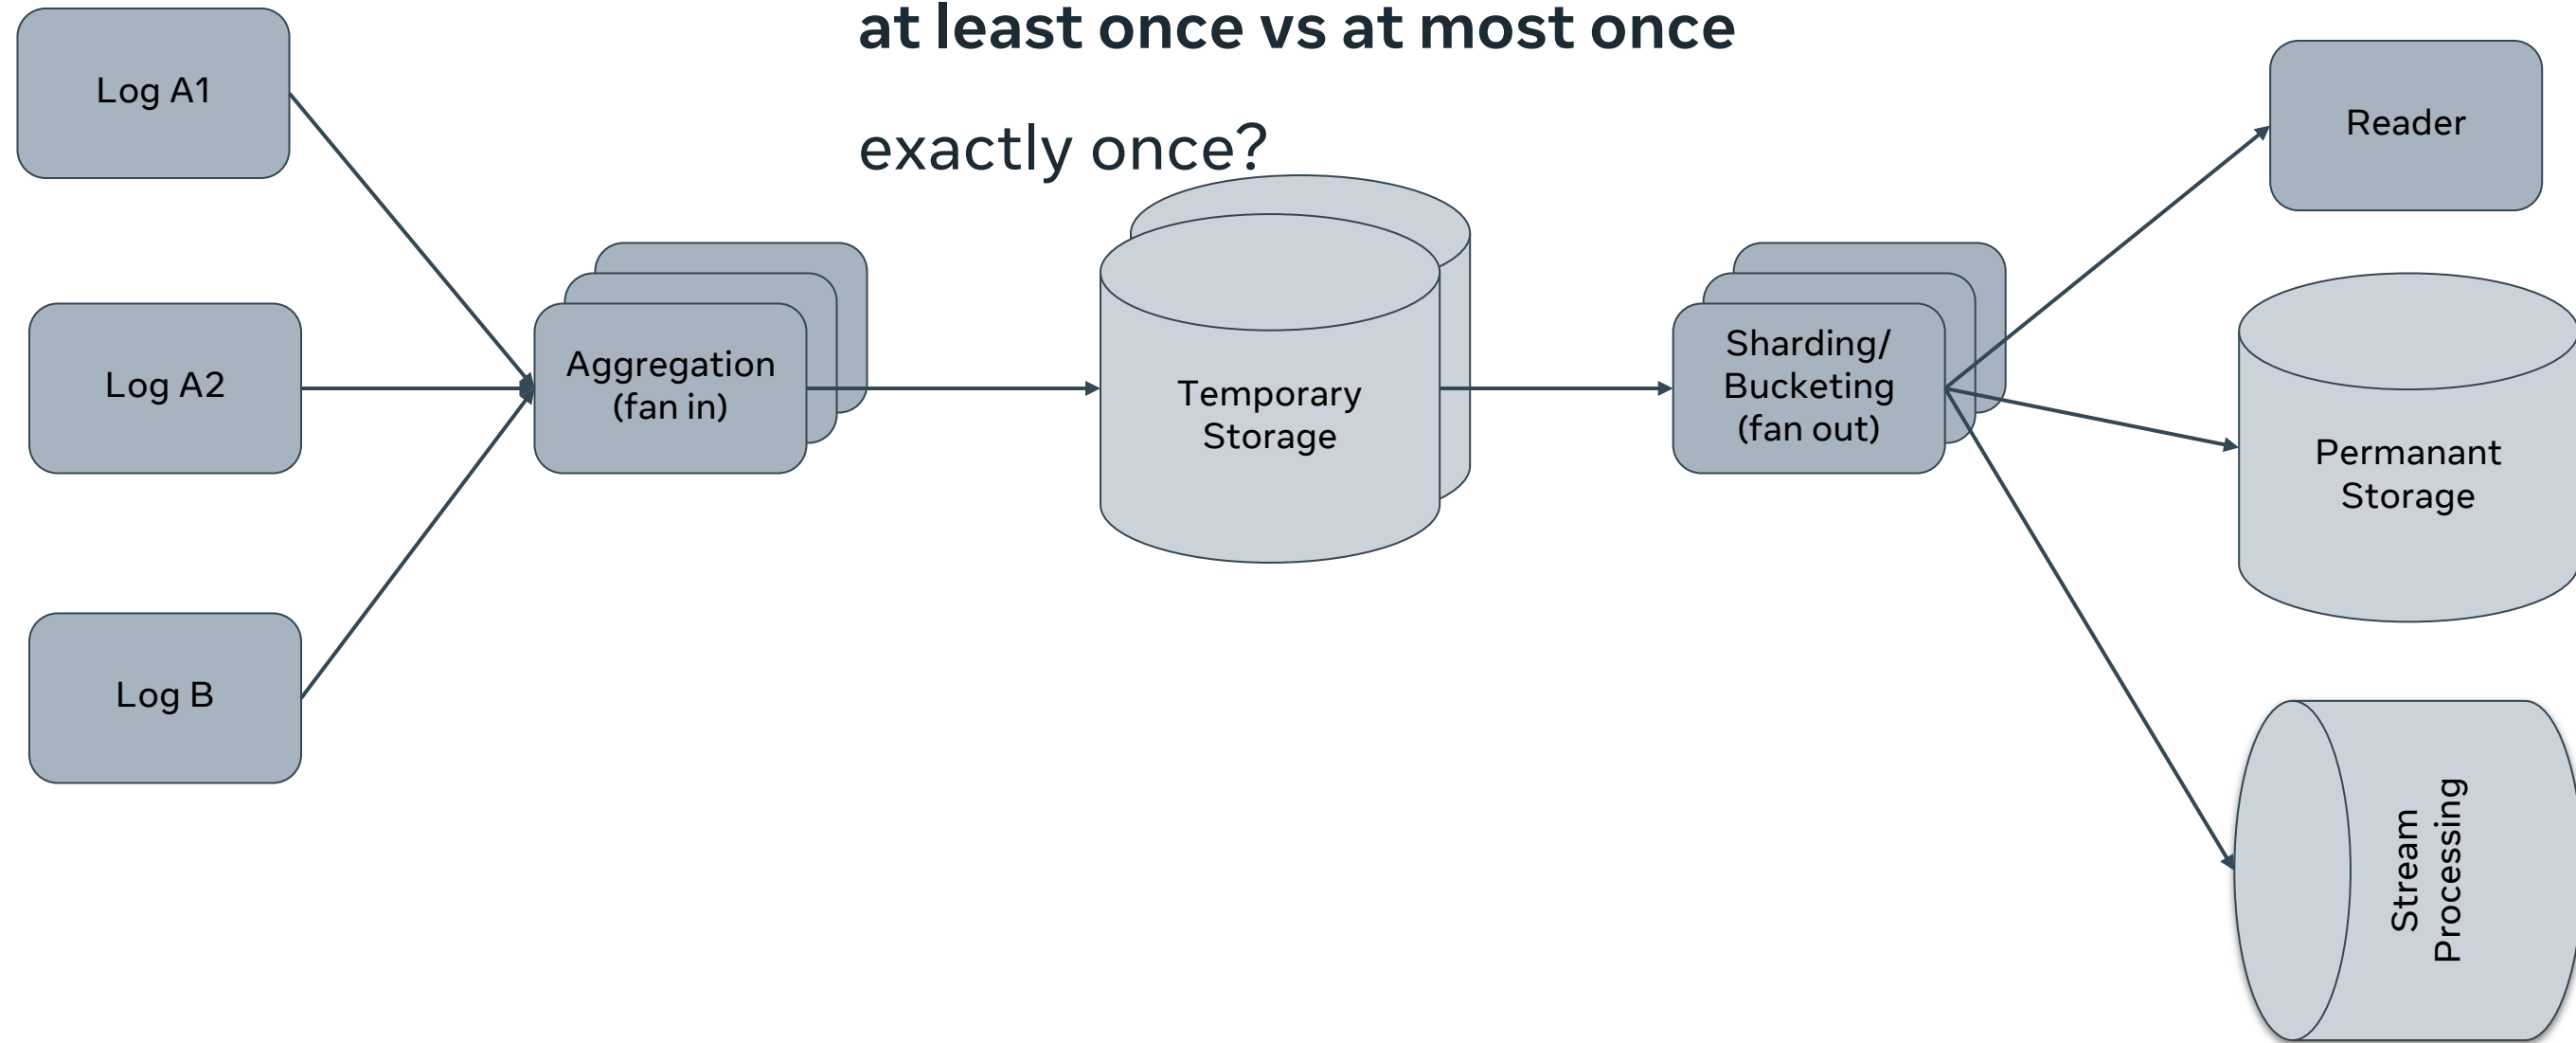 at least once vs at most once
exactly once?
Log A1
Log A2
Log B
Aggregation
(fan in)
Temporary
Storage
Sharding/
Bucketing
(fan out)
Reader
Permanant
Storage
Stream
Processing